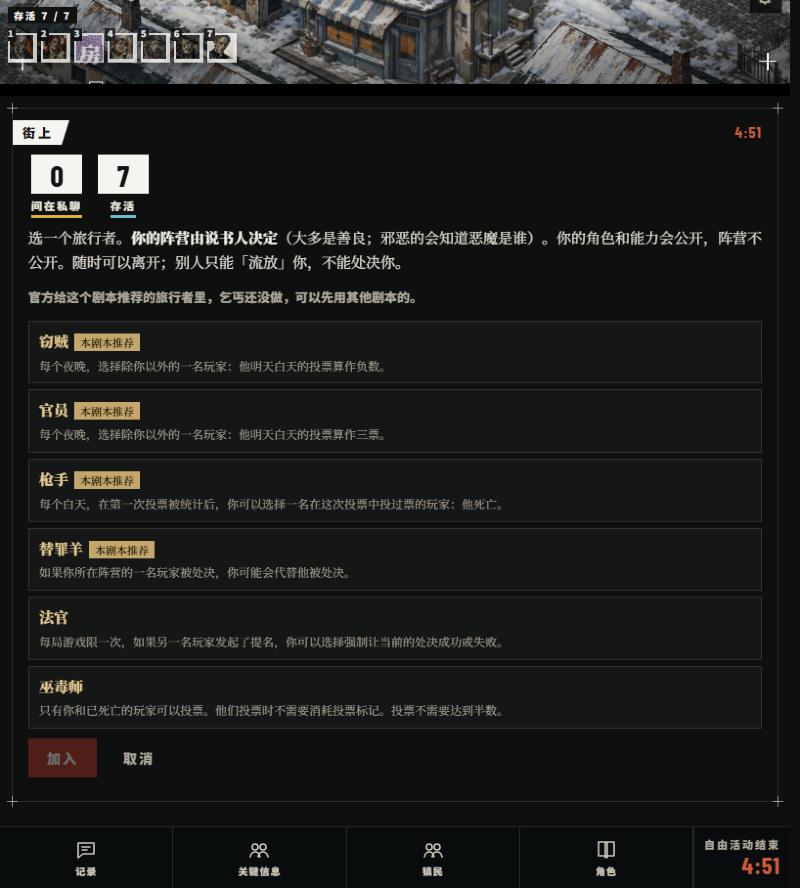 存活 7 / 7
1 2 3 4 5 6 7
街上
4:51
0 7
间在私聊 存活
选一个旅行者。你的阵营由说书人决定（大多是善良；邪恶的会知道恶魔是谁）。你的角色和能力会公开，阵营不
公开。随时可以离开；别人只能「流放」你，不能处决你。
官方给这个剧本推荐的旅行者里，乞丐还没做，可以先用其他剧本的。
窃贼 本剧本推荐
每个夜晚，选择除你以外的一名玩家：他明天白天的投票算作负数。
官员 本剧本推荐
每个夜晚，选择除你以外的一名玩家：他明天白天的投票算作三票。
枪手 本剧本推荐
每个白天，在第一次投票被统计后，你可以选择一名在这次投票中投过票的玩家：他死亡。
替罪羊 本剧本推荐
如果你所在阵营的一名玩家被处决，你可能会代替他被处决。
法官
每局游戏限一次，如果另一名玩家发起了提名，你可以选择强制让当前的处决成功或失败。
巫毒师
只有你和已死亡的玩家可以投票。他们投票时不需要消耗投票标记。投票不需要达到半数。
加入 取消
记录 关键信息 镇民 角色
自由活动结束
4:51